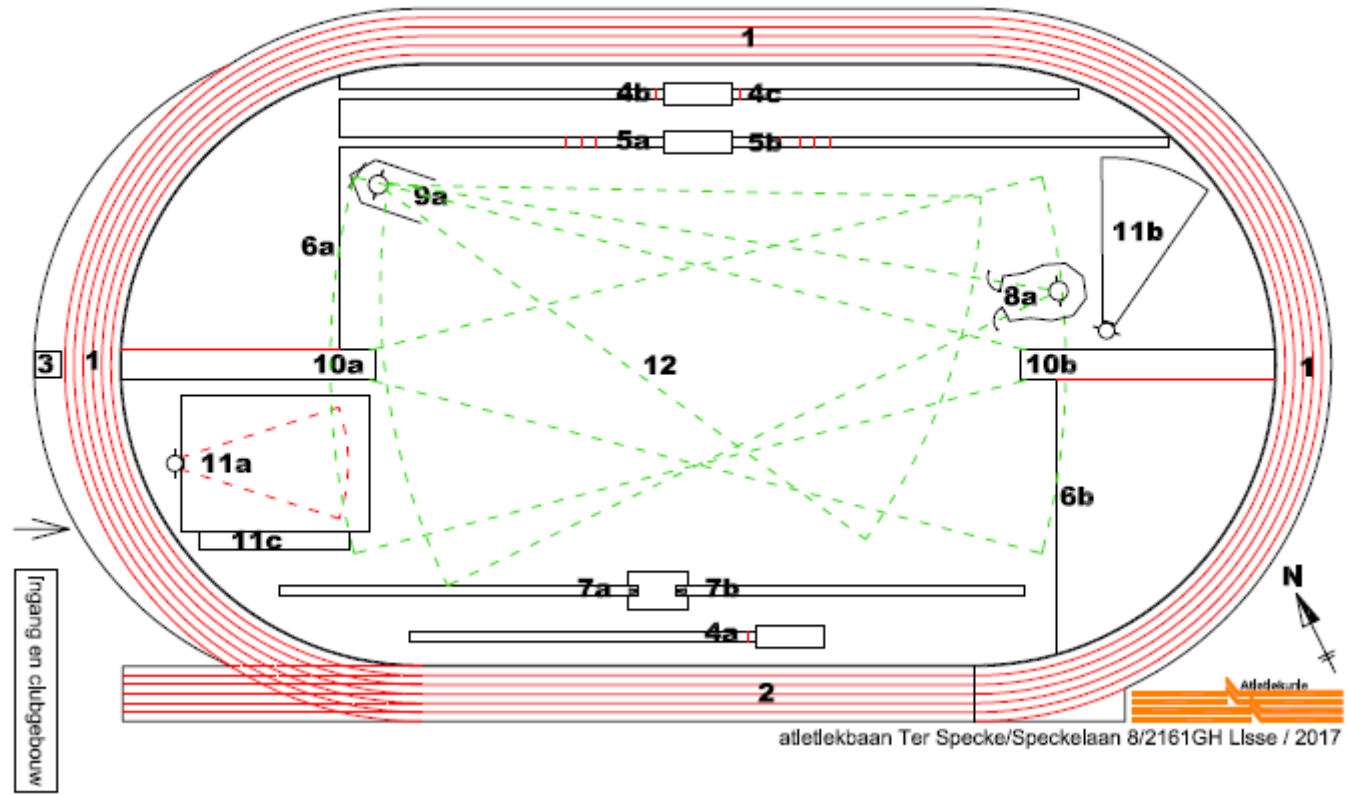 1
4b
4c
5a
5b
9a
6a
11b
8a
3
1
10a
12
10b
1
11a
6b
11c
7a
7b
N
4a
2
Ingang en clubgebouw
Atletiekunie
atletiekbaan Ter Specke/Speckelaan 8/2161GH LIsse / 2017